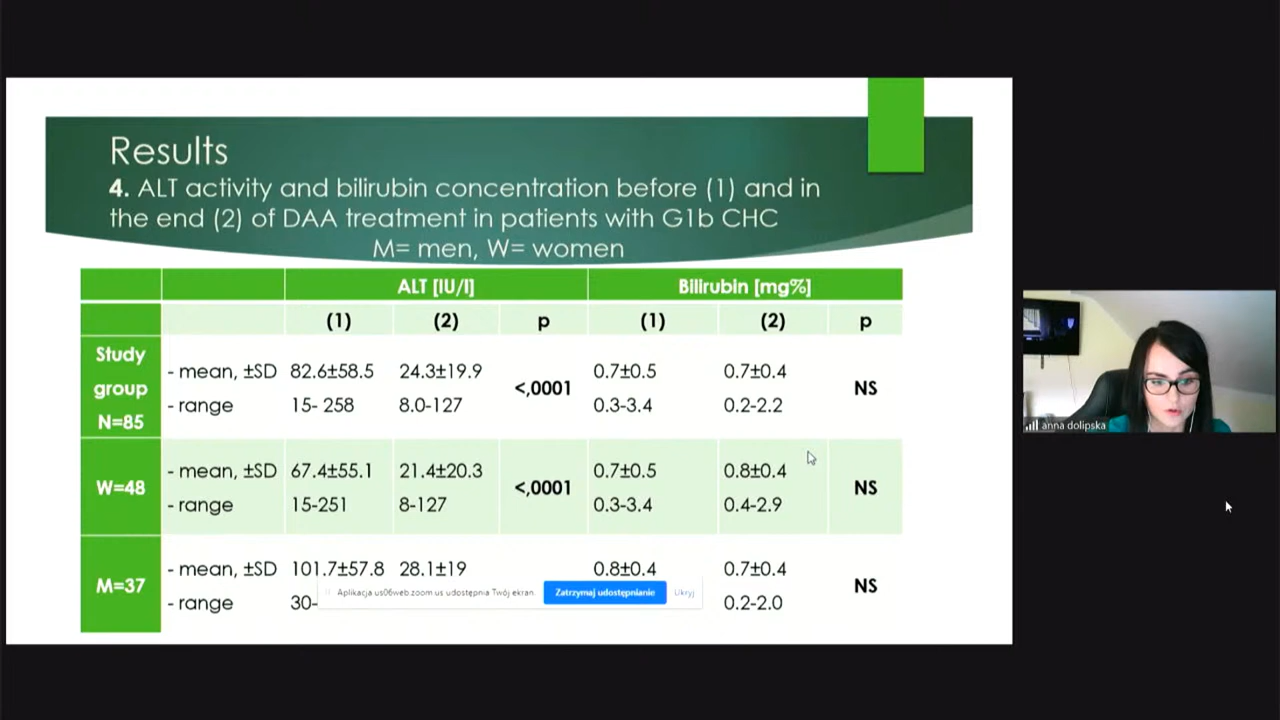 Results
4. ALT activity and bilirubin concentration before (1) and in
the end (2) of DAA treatment in patients with G1b CHC
M= men, W= women
ALT [IU/l] Bilirubin [mg%]
(1) (2) p (1) (2) p
Study group N=85
- mean, ±SD 82.6±58.5 24.3±19.9 <,0001 0.7±0.5 0.7±0.4 NS
- range 15- 258 8.0-127 0.3-3.4 0.2-2.2
W=48
- mean, ±SD 67.4±55.1 21.4±20.3 <,0001 0.7±0.5 0.8±0.4 NS
- range 15-251 8-127 0.3-3.4 0.4-2.9
M=37
- mean, ±SD 101.7±57.8 28.1±19 0.8±0.4 0.7±0.4 NS
- range 30- 0.2-2.0
Aplikacja us06web.zoom.us udostępnia Twój ekran. Zatrzymaj udostępnianie Ukryj
anna dolipska